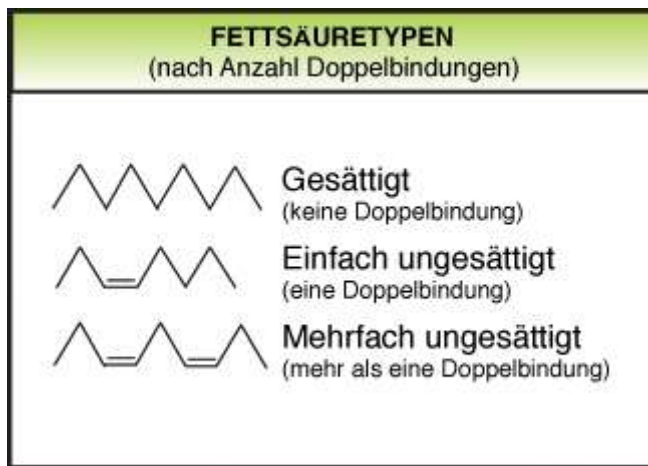 FETTSÄURETYPEN
(nach Anzahl Doppelbindungen)
Gesättigt
(keine Doppelbindung)
Einfach ungesättigt
(eine Doppelbindung)
Mehrfach ungesättigt
(mehr als eine Doppelbindung)